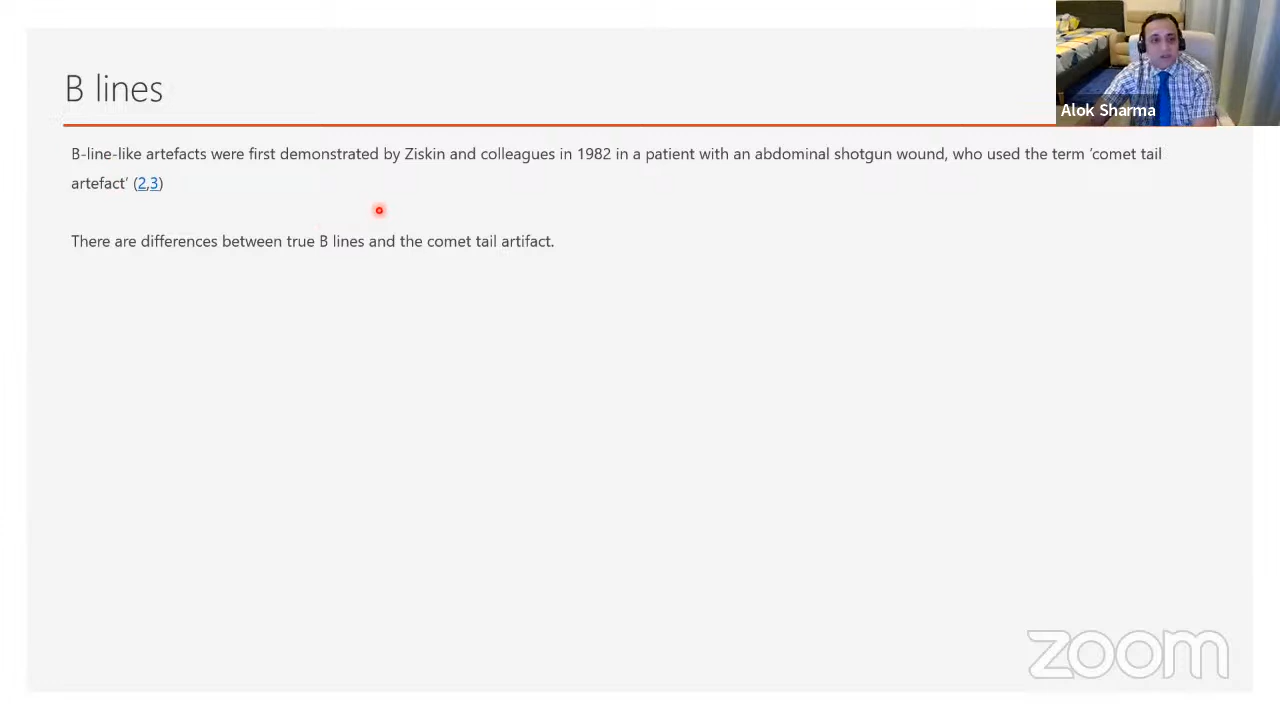 B lines
Alok Sharma
B-line-like artefacts were first demonstrated by Ziskin and colleagues in 1982 in a patient with an abdominal shotgun wound, who used the term ‘comet tail
artefact’ (2,3)
There are differences between true B lines and the comet tail artifact.
zoom